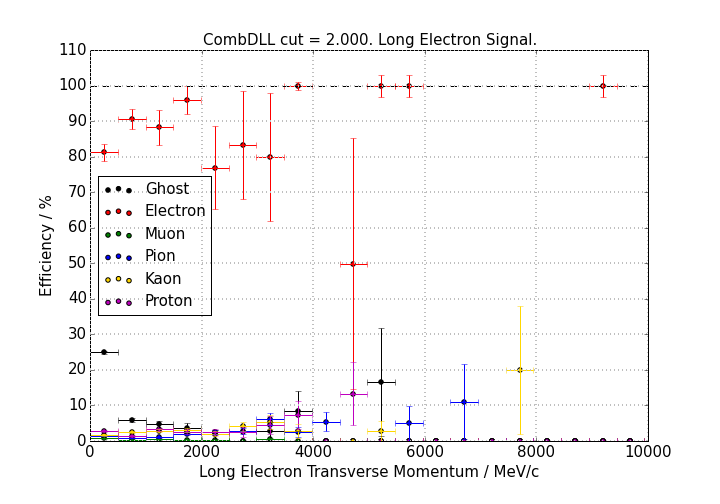 CombDLL cut = 2.000. Long Electron Signal.
110
100
90
80
70
60
50
40
30
20
10
0
Efficiency / %
Ghost
Electron
Muon
Pion
Kaon
Proton
0 2000 4000 6000 8000 10000
Long Electron Transverse Momentum / MeV/c